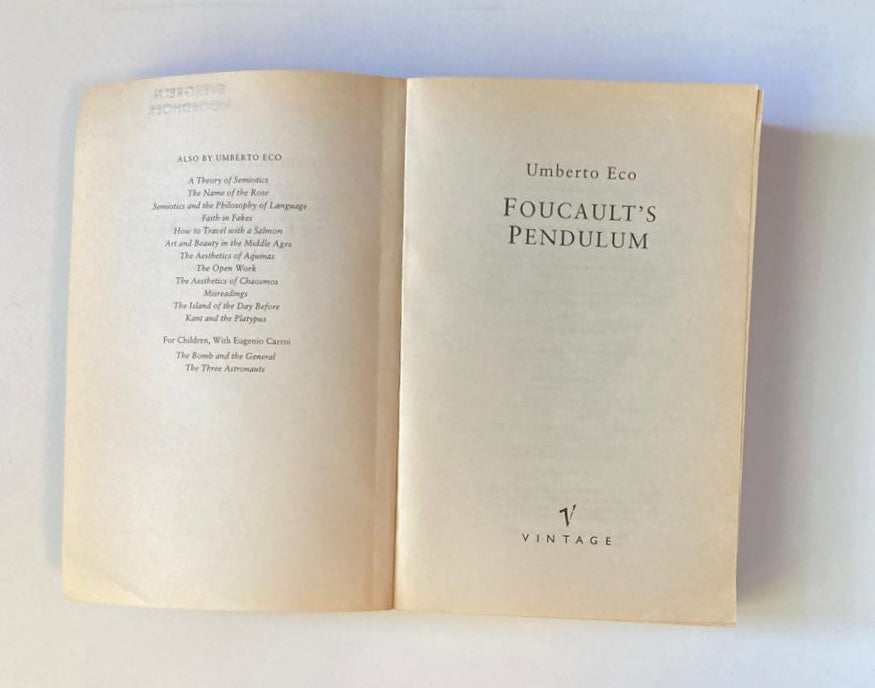 EVERGREEN
NOORDHOEK
ALSO BY UMBERTO ECO
A Theory of Semiotics
The Name of the Rose
Semiotics and the Philosophy of Language
Faith in Fakes
How to Travel with a Salmon
Art and Beauty in the Middle Ages
The Aesthetics of Aquinas
The Open Work
The Aesthetics of Chaosmos
Misreadings
The Island of the Day Before
Kant and the Platypus
For Children, With Eugenio Carmi
The Bomb and the General
The Three Astronauts
Umberto Eco
FOUCAULT'S
PENDULUM
VINTAGE